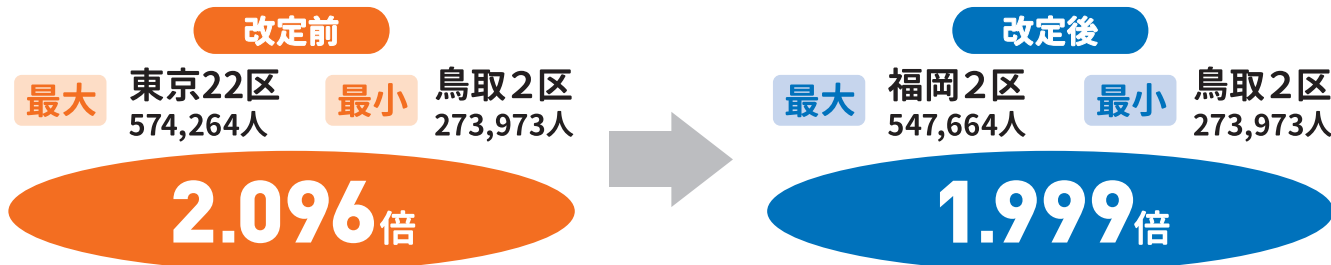 改定前
最大 東京22区 574,264人
最小 鳥取２区 273,973人
2.096倍
改定後
最大 福岡２区 547,664人
最小 鳥取２区 273,973人
1.999倍